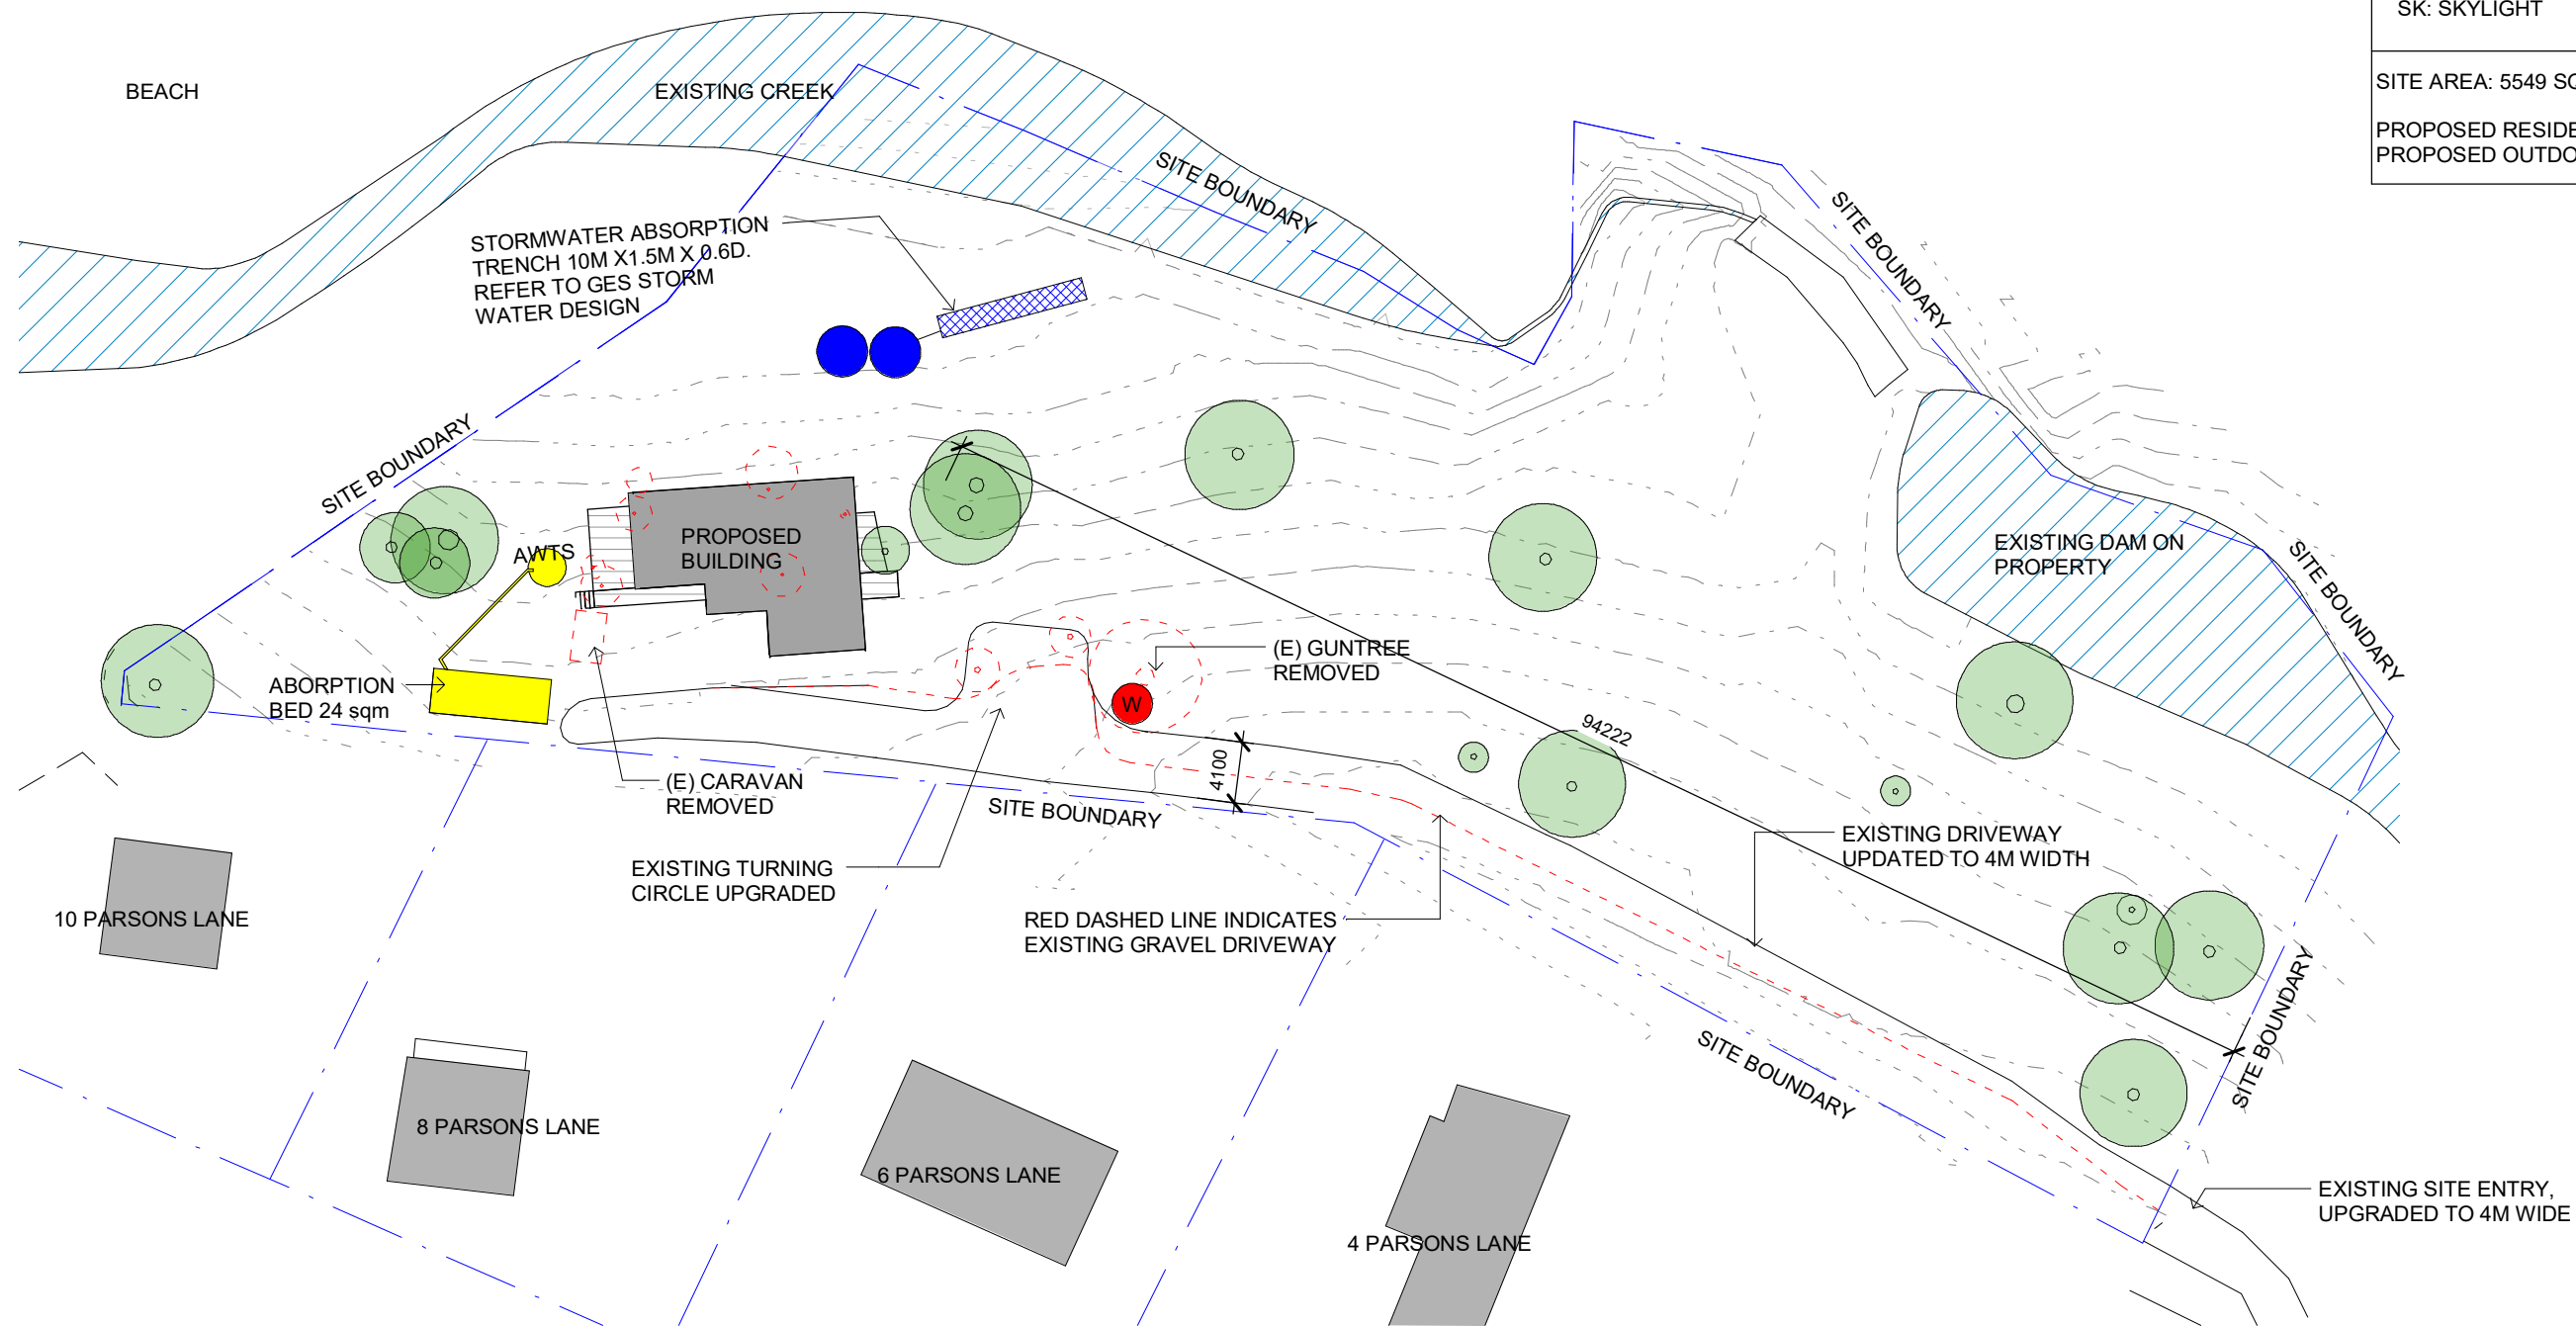 SK: SKYLIGHT
SITE AREA: 5549 SQ
PROPOSED RESIDE
PROPOSED OUTDO
BEACH
EXISTING CREEK
SITE BOUNDARY
SITE BOUNDARY
STORMWATER ABSORPTION
TRENCH 10M X1.5M X 0.6D.
REFER TO GES STORM
WATER DESIGN
SITE BOUNDARY
AWTS
PROPOSED
BUILDING
EXISTING DAM ON
PROPERTY
SITE BOUNDARY
(E) GUNTREE
REMOVED
ABORPTION
BED 24 sqm
W
94222
4100
(E) CARAVAN
REMOVED
SITE BOUNDARY
EXISTING DRIVEWAY
UPDATED TO 4M WIDTH
EXISTING TURNING
CIRCLE UPGRADED
RED DASHED LINE INDICATES
EXISTING GRAVEL DRIVEWAY
10 PARSONS LANE
SITE BOUNDARY
SITE BOUNDARY
8 PARSONS LANE
6 PARSONS LANE
4 PARSONS LANE
EXISTING SITE ENTRY,
UPGRADED TO 4M WIDE